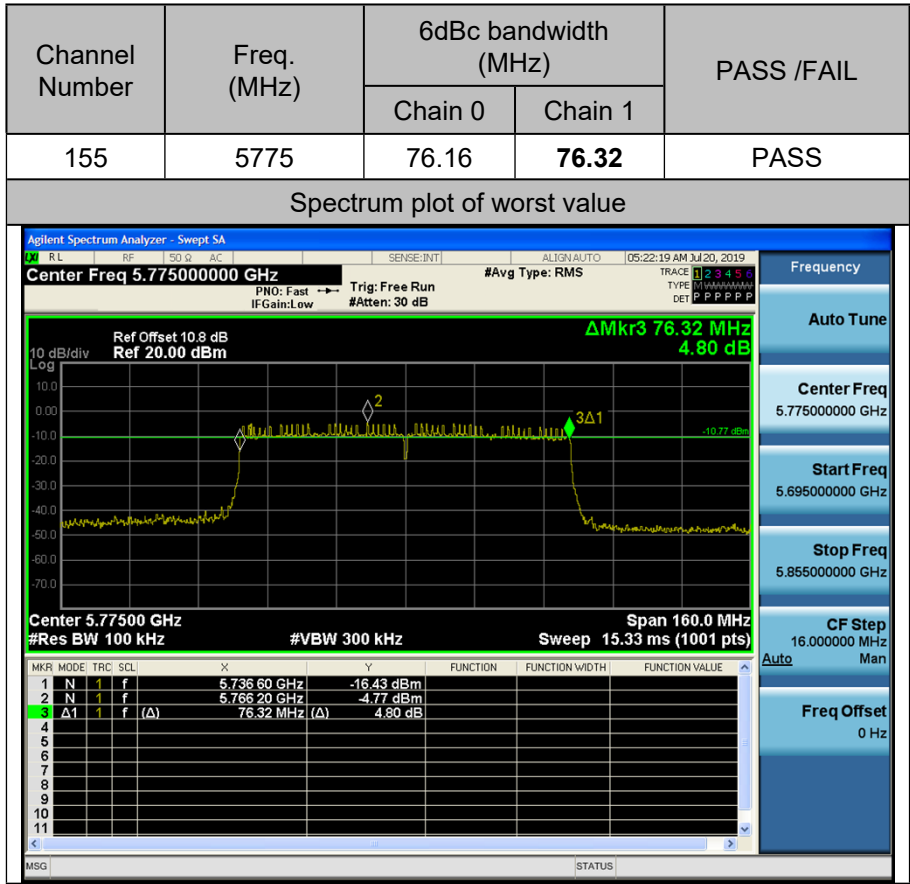 Channel Number Freq. (MHz) 6dBc bandwidth (MHz) PASS /FAIL
Chain 0 Chain 1
155 5775 76.16 76.32 PASS
Spectrum plot of worst value
Agilent Spectrum Analyzer - Swept SA
LXI RL RF 50 Ω AC SENSE:INT ALIGN AUTO 05:22:19 AM Jul 20, 2019
Center Freq 5.775000000 GHz
PNO: Fast
IFGain:Low
Trig: Free Run
#Atten: 30 dB
#Avg Type: RMS
TRACE 1 2 3 4 5 6
TYPE M
DET P P P P P P
Frequency
Auto Tune
Center Freq
5.775000000 GHz
Start Freq
5.695000000 GHz
Stop Freq
5.855000000 GHz
CF Step
16.000000 MHz
Auto Man
Freq Offset
0 Hz
ΔMkr3 76.32 MHz
4.80 dB
Ref Offset 10.8 dB
10 dB/div Ref 20.00 dBm
Log
10.0
0.00
-10.0
-20.0
-30.0
-40.0
-50.0
-60.0
-70.0
2
3Δ1
-10.77 dBm
Center 5.77500 GHz Span 160.0 MHz
#Res BW 100 kHz #VBW 300 kHz Sweep 15.33 ms (1001 pts)
MKR MODE TRC SCL X Y FUNCTION FUNCTION WIDTH FUNCTION VALUE
1 N 1 f 5.736 60 GHz -16.43 dBm
2 N 1 f 5.766 20 GHz -4.77 dBm
3 Δ1 1 f (Δ) 76.32 MHz (Δ) 4.80 dB
4
5
6
7
8
9
10
11
MSG STATUS